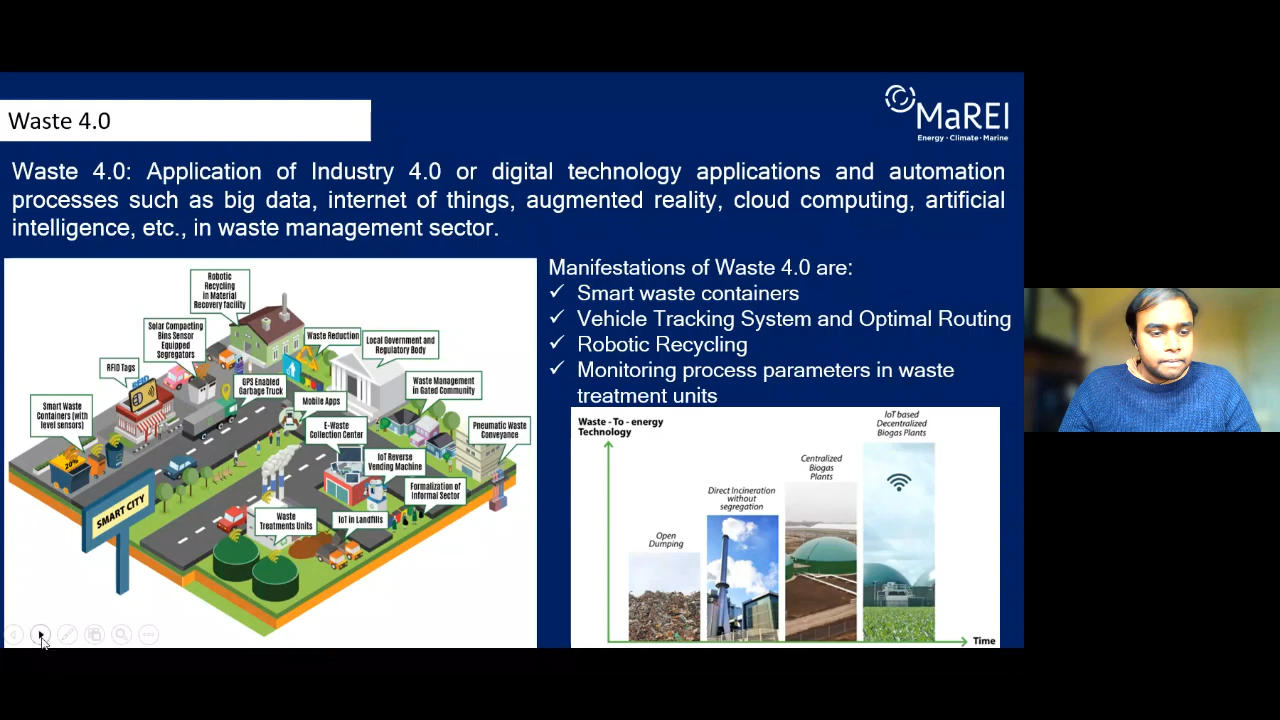 Waste 4.0
MaREI
Energy · Climate · Marine
Waste 4.0: Application of Industry 4.0 or digital technology applications and automation
processes such as big data, internet of things, augmented reality, cloud computing, artificial
intelligence, etc., in waste management sector.
Robotic
Recycling
in Material
Recovery facility
Solar Compacting
Bins Sensor
Equipped
Segregators
Waste Reduction
Local Government and
Regulatory Body
RFID Tags
GPS Enabled
Garbage Truck
Waste Management
in Gated Community
Mobile Apps
Smart Waste
Containers (with
level sensors)
E-Waste
Collection Center
Pneumatic Waste
Conveyance
IoT Reverse
Vending Machine
Formalization of
Informal Sector
20%
SMART CITY
Waste
Treatments Units
IoT in Landfills
Manifestations of Waste 4.0 are:
✓ Smart waste containers
✓ Vehicle Tracking System and Optimal Routing
✓ Robotic Recycling
✓ Monitoring process parameters in waste
treatment units
Waste - To - energy
Technology
Open
Dumping
Direct Incineration
without
segregation
Centralized
Biogas
Plants
IoT based
Decentralized
Biogas Plants
Time